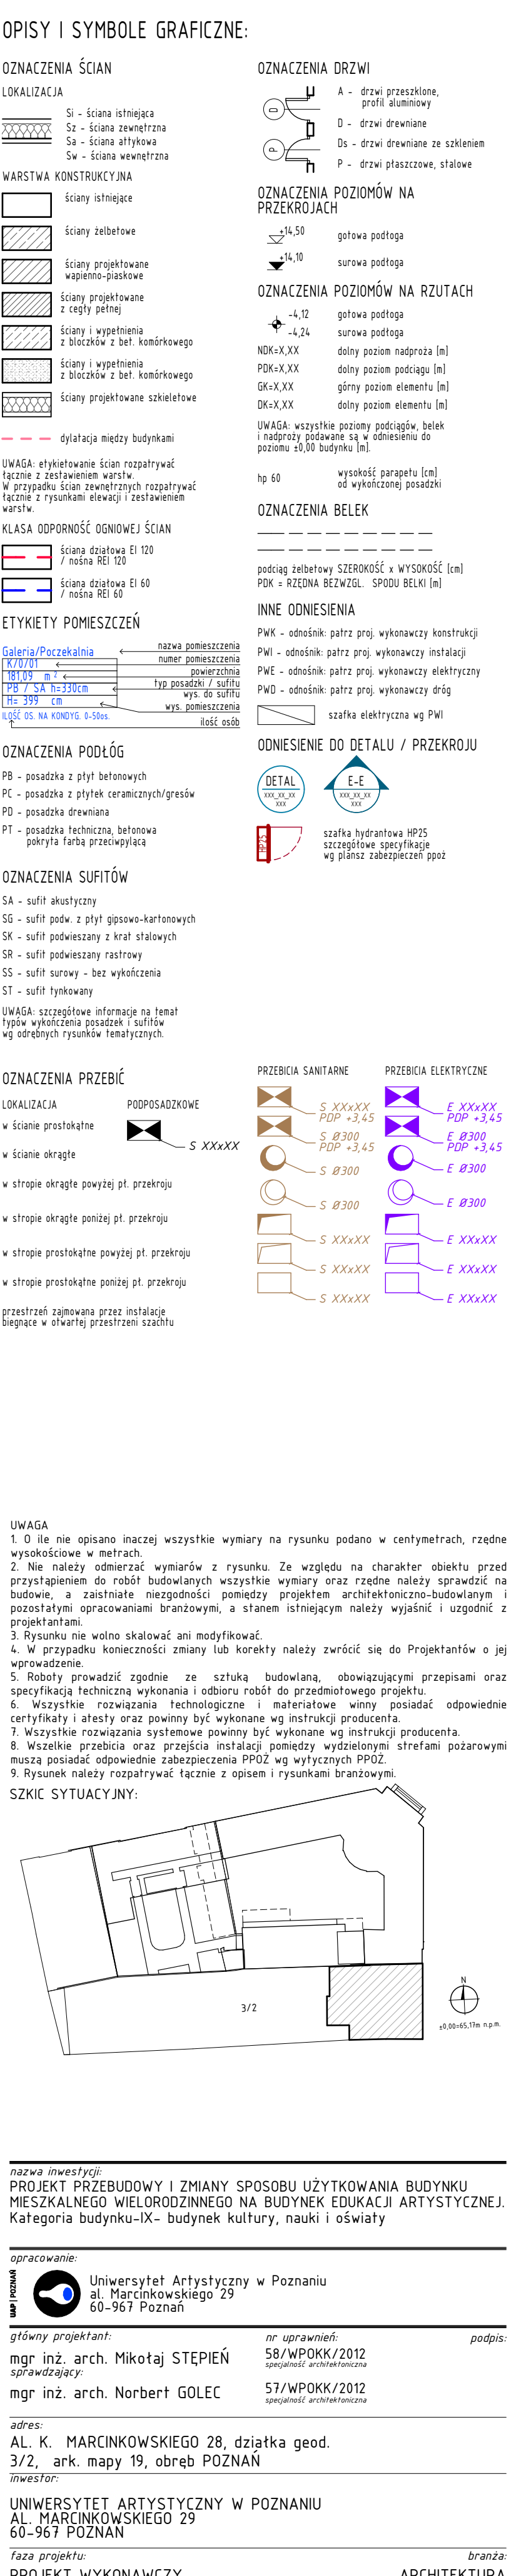 OPISY I SYMBOLE GRAFICZNE:
OZNACZENIA ŚCIAN
LOKALIZACJA
Si - ściana istniejąca
Sz - ściana zewnętrzna
Sa - ściana attykowa
Sw - ściana wewnętrzna
WARSTWA KONSTRUKCYJNA
ściany istniejące
ściany żelbetowe
ściany projektowane
wapienno-piaskowe
ściany projektowane
z cegły pełnej
ściany i wypełnienia
z bloczków z bet. komórkowego
ściany i wypełnienia
z bloczków z bet. komórkowego
ściany projektowane szkieletowe
dylatacja między budynkami
UWAGA: etykietowanie ścian rozpatrywać
łącznie z zestawieniem warstw.
W przypadku ścian zewnętrznych rozpatrywać
łącznie z rysunkami elewacji i zestawieniem
warstw.
KLASA ODPORNOŚĆ OGNIOWEJ ŚCIAN
ściana działowa EI 120
/ nośna REI 120
ściana działowa EI 60
/ nośna REI 60
ETYKIETY POMIESZCZEŃ
Galeria/Poczekalnia
K/0/01
181,09 m 2
PB / SA h=330cm
H= 399 cm
ILOŚĆ OS. NA KONDYG. 0-50os.
nazwa pomieszczenia
numer pomieszczenia
powierzchnia
typ posadzki / sufitu
wys. do sufitu
wys. pomieszczenia
ilość osób
OZNACZENIA PODŁÓG
PB - posadzka z płyt betonowych
PC - posadzka z płytek ceramicznych/gresów
PD - posadzka drewniana
PT - posadzka techniczna, betonowa
pokryta farbą przeciwpylącą
OZNACZENIA SUFITÓW
SA - sufit akustyczny
SG - sufit podw. z płyt gipsowo-kartonowych
SK - sufit podwieszany z krat stalowych
SR - sufit podwieszany rastrowy
SS - sufit surowy - bez wykończenia
ST - sufit tynkowany
UWAGA: szczegółowe informacje na temat
typów wykończenia posadzek i sufitów
wg odrębnych rysunków tematycznych.
OZNACZENIA DRZWI
D
P
A - drzwi przeszklone,
profil aluminiowy
D - drzwi drewniane
Ds - drzwi drewniane ze szkleniem
P - drzwi płaszczowe, stalowe
OZNACZENIA POZIOMÓW NA
PRZEKROJACH
+14,50
gotowa podłoga
+14,10
surowa podłoga
OZNACZENIA POZIOMÓW NA RZUTACH
-4,12 gotowa podłoga
-4,24 surowa podłoga
NDK=X,XX dolny poziom nadproża [m]
PDK=X,XX dolny poziom podciągu [m]
GK=X,XX górny poziom elementu [m]
DK=X,XX dolny poziom elementu [m]
UWAGA: wszystkie poziomy podciągów, belek
i nadproży podawane są w odniesieniu do
poziomu ±0,00 budynku [m].
hp 60
wysokość parapetu [cm]
od wykończonej posadzki
OZNACZENIA BELEK
podciąg żelbetowy SZEROKOŚĆ x WYSOKOŚĆ [cm]
PDK = RZĘDNA BEZWZGL. SPODU BELKI [m]
INNE ODNIESIENIA
PWK - odnośnik: patrz proj. wykonawczy konstrukcji
PWI - odnośnik: patrz proj. wykonawczy instalacji
PWE - odnośnik: patrz proj. wykonawczy elektryczny
PWD - odnośnik: patrz proj. wykonawczy dróg
szafka elektryczna wg PWI
ODNIESIENIE DO DETALU / PRZEKROJU
DETAL
xxx_xx_xx
xxx
E-E
xxx_xx_xx
xxx
HP25
szafka hydrantowa HP25
szczegółowe specyfikacje
wg plansz zabezpieczeń ppoż
OZNACZENIA PRZEBIĆ
LOKALIZACJA
PODPOSADZKOWE
PRZEBICIA SANITARNE
PRZEBICIA ELEKTRYCZNE
w ścianie prostokątne
S XXxXX
S XXxXX
PDP +3,45
E XXxXX
PDP +3,45
w ścianie okrągłe
S Ø300
PDP +3,45
E Ø300
PDP +3,45
w stropie okrągłe powyżej pł. przekroju
S Ø300
E Ø300
w stropie okrągłe poniżej pł. przekroju
S Ø300
E Ø300
w stropie prostokątne powyżej pł. przekroju
S XXxXX
E XXxXX
w stropie prostokątne poniżej pł. przekroju
S XXxXX
E XXxXX
przestrzeń zajmowana przez instalacje
biegnące w otwartej przestrzeni szachtu
S XXxXX
E XXxXX
UWAGA
1. O ile nie opisano inaczej wszystkie wymiary na rysunku podano w centymetrach, rzędne
wysokościowe w metrach.
2. Nie należy odmierzać wymiarów z rysunku. Ze względu na charakter obiektu przed
przystąpieniem do robót budowlanych wszystkie wymiary oraz rzędne należy sprawdzić na
budowie, a zaistniałe niezgodności pomiędzy projektem architektoniczno-budowlanym i
pozostałymi opracowaniami branżowymi, a stanem istniejącym należy wyjaśnić i uzgodnić z
projektantami.
3. Rysunku nie wolno skalować ani modyfikować.
4. W przypadku konieczności zmiany lub korekty należy zwrócić się do Projektantów o jej
wprowadzenie.
5. Roboty prowadzić zgodnie ze sztuką budowlaną, obowiązującymi przepisami oraz
specyfikacją techniczną wykonania i odbioru robót do przedmiotowego projektu.
6. Wszystkie rozwiązania technologiczne i materiałowe winny posiadać odpowiednie
certyfikaty i atesty oraz powinny być wykonane wg instrukcji producenta.
7. Wszystkie rozwiązania systemowe powinny być wykonane wg instrukcji producenta.
8. Wszelkie przebicia oraz przejścia instalacji pomiędzy wydzielonymi strefami pożarowymi
muszą posiadać odpowiednie zabezpieczenia PPOŻ wg wytycznych PPOŻ.
9. Rysunek należy rozpatrywać łącznie z opisem i rysunkami branżowymi.
SZKIC SYTUACYJNY:
3/2
N
±0,00=65,17m n.p.m.
nazwa inwestycji:
PROJEKT PRZEBUDOWY I ZMIANY SPOSOBU UŻYTKOWANIA BUDYNKU
MIESZKALNEGO WIELORODZINNEGO NA BUDYNEK EDUKACJI ARTYSTYCZNEJ.
Kategoria budynku-IX- budynek kultury, nauki i oświaty
opracowanie:
UAP | POZNAŃ
Uniwersytet Artystyczny w Poznaniu
al. Marcinkowskiego 29
60-967 Poznań
główny projektant:
nr uprawnień:
podpis:
mgr inż. arch. Mikołaj STĘPIEŃ
58/WPOKK/2012
specjalność architektoniczna
sprawdzający:
mgr inż. arch. Norbert GOLEC
57/WPOKK/2012
specjalność architektoniczna
adres:
AL. K. MARCINKOWSKIEGO 28, działka geod.
3/2, ark. mapy 19, obręb POZNAŃ
inwestor:
UNIWERSYTET ARTYSTYCZNY W POZNANIU
AL. MARCINKOWSKIEGO 29
60-967 POZNAŃ
faza projektu:
branża:
PROJEKT WYKONAWCZY
ARCHITEKTURA